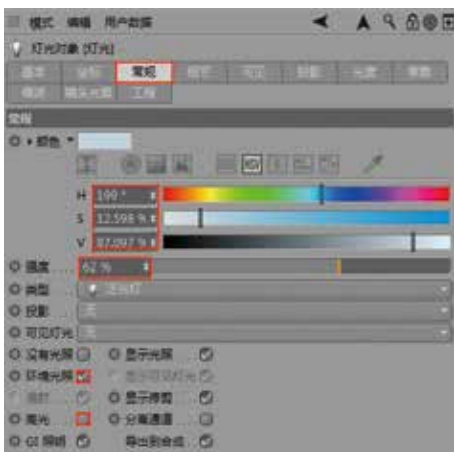 模式 编辑 用户数据
灯光对象 [灯光]
基本 坐标 常规 细节 可见 投影 光度 焦散
噪波 镜头光晕 工程
常规
颜色
HSV
H 199 °
S 12.598 %
V 87.097 %
强度 62 %
类型
投影 无
可见灯光 无
没有光照 显示光照
环境光照 显示可见灯光
漫射 显示修剪
高光 分离通道
GI 照明 导出到合成